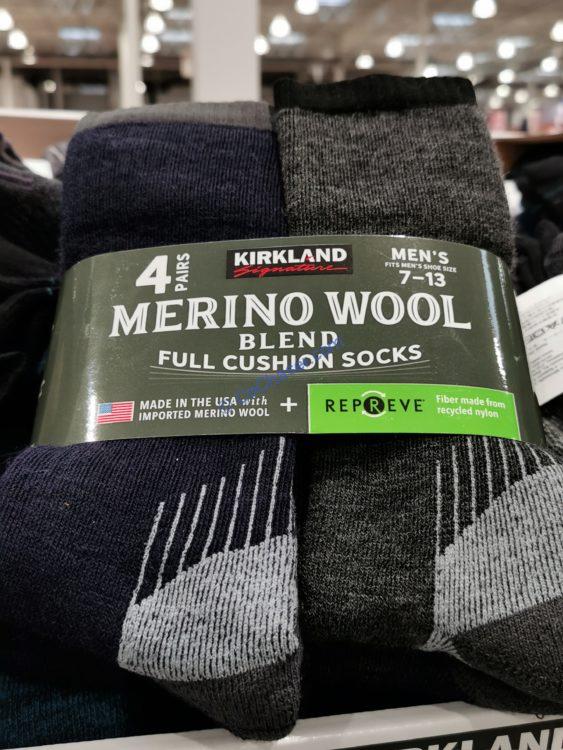 4 PAIRS
KIRKLAND
Signature
MEN'S
FITS MEN'S SHOE SIZE
7-13
MERINO WOOL
BLEND
FULL CUSHION SOCKS
MADE IN THE USA with
IMPORTED MERINO WOOL
+
REPREVE
Fiber made from
recycled nylon
KIRKLAND